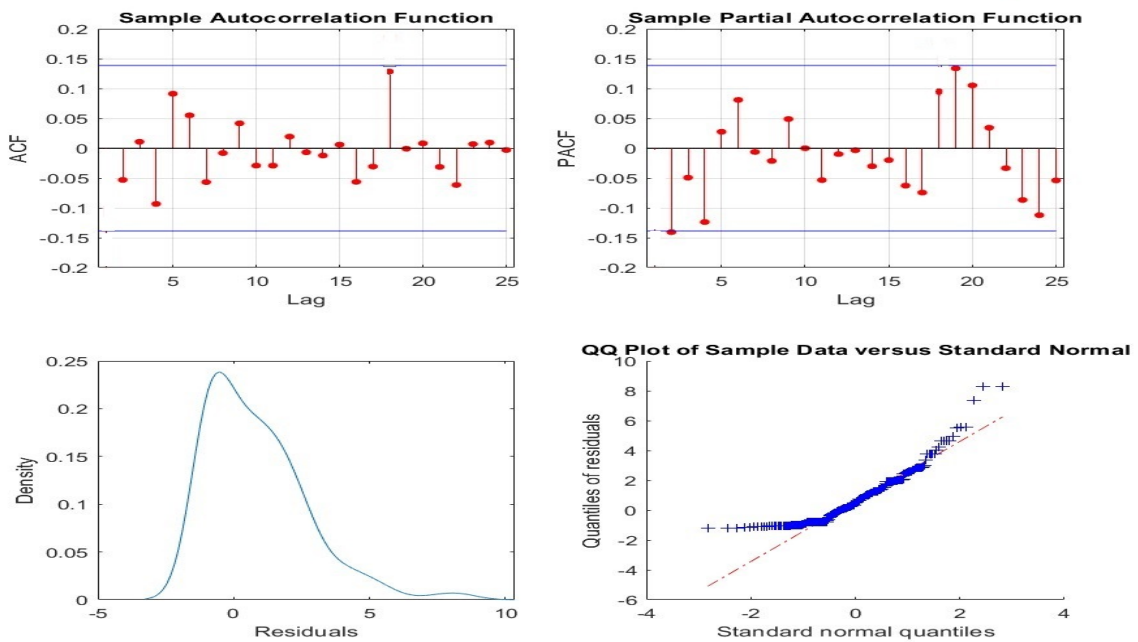 Sample Autocorrelation Function
0.2
0.15
0.1
0.05
0
-0.05
-0.1
-0.15
-0.2
ACF
5 10 15 20 25
Lag
Sample Partial Autocorrelation Function
0.2
0.15
0.1
0.05
0
-0.05
-0.1
-0.15
-0.2
PACF
5 10 15 20 25
Lag
0.25
0.2
0.15
0.1
0.05
0
Density
-5 0 5 10
Residuals
QQ Plot of Sample Data versus Standard Normal
10
8
6
4
2
0
-2
-4
-6
Quantiles of residuals
-4 -2 0 2 4
Standard normal quantiles